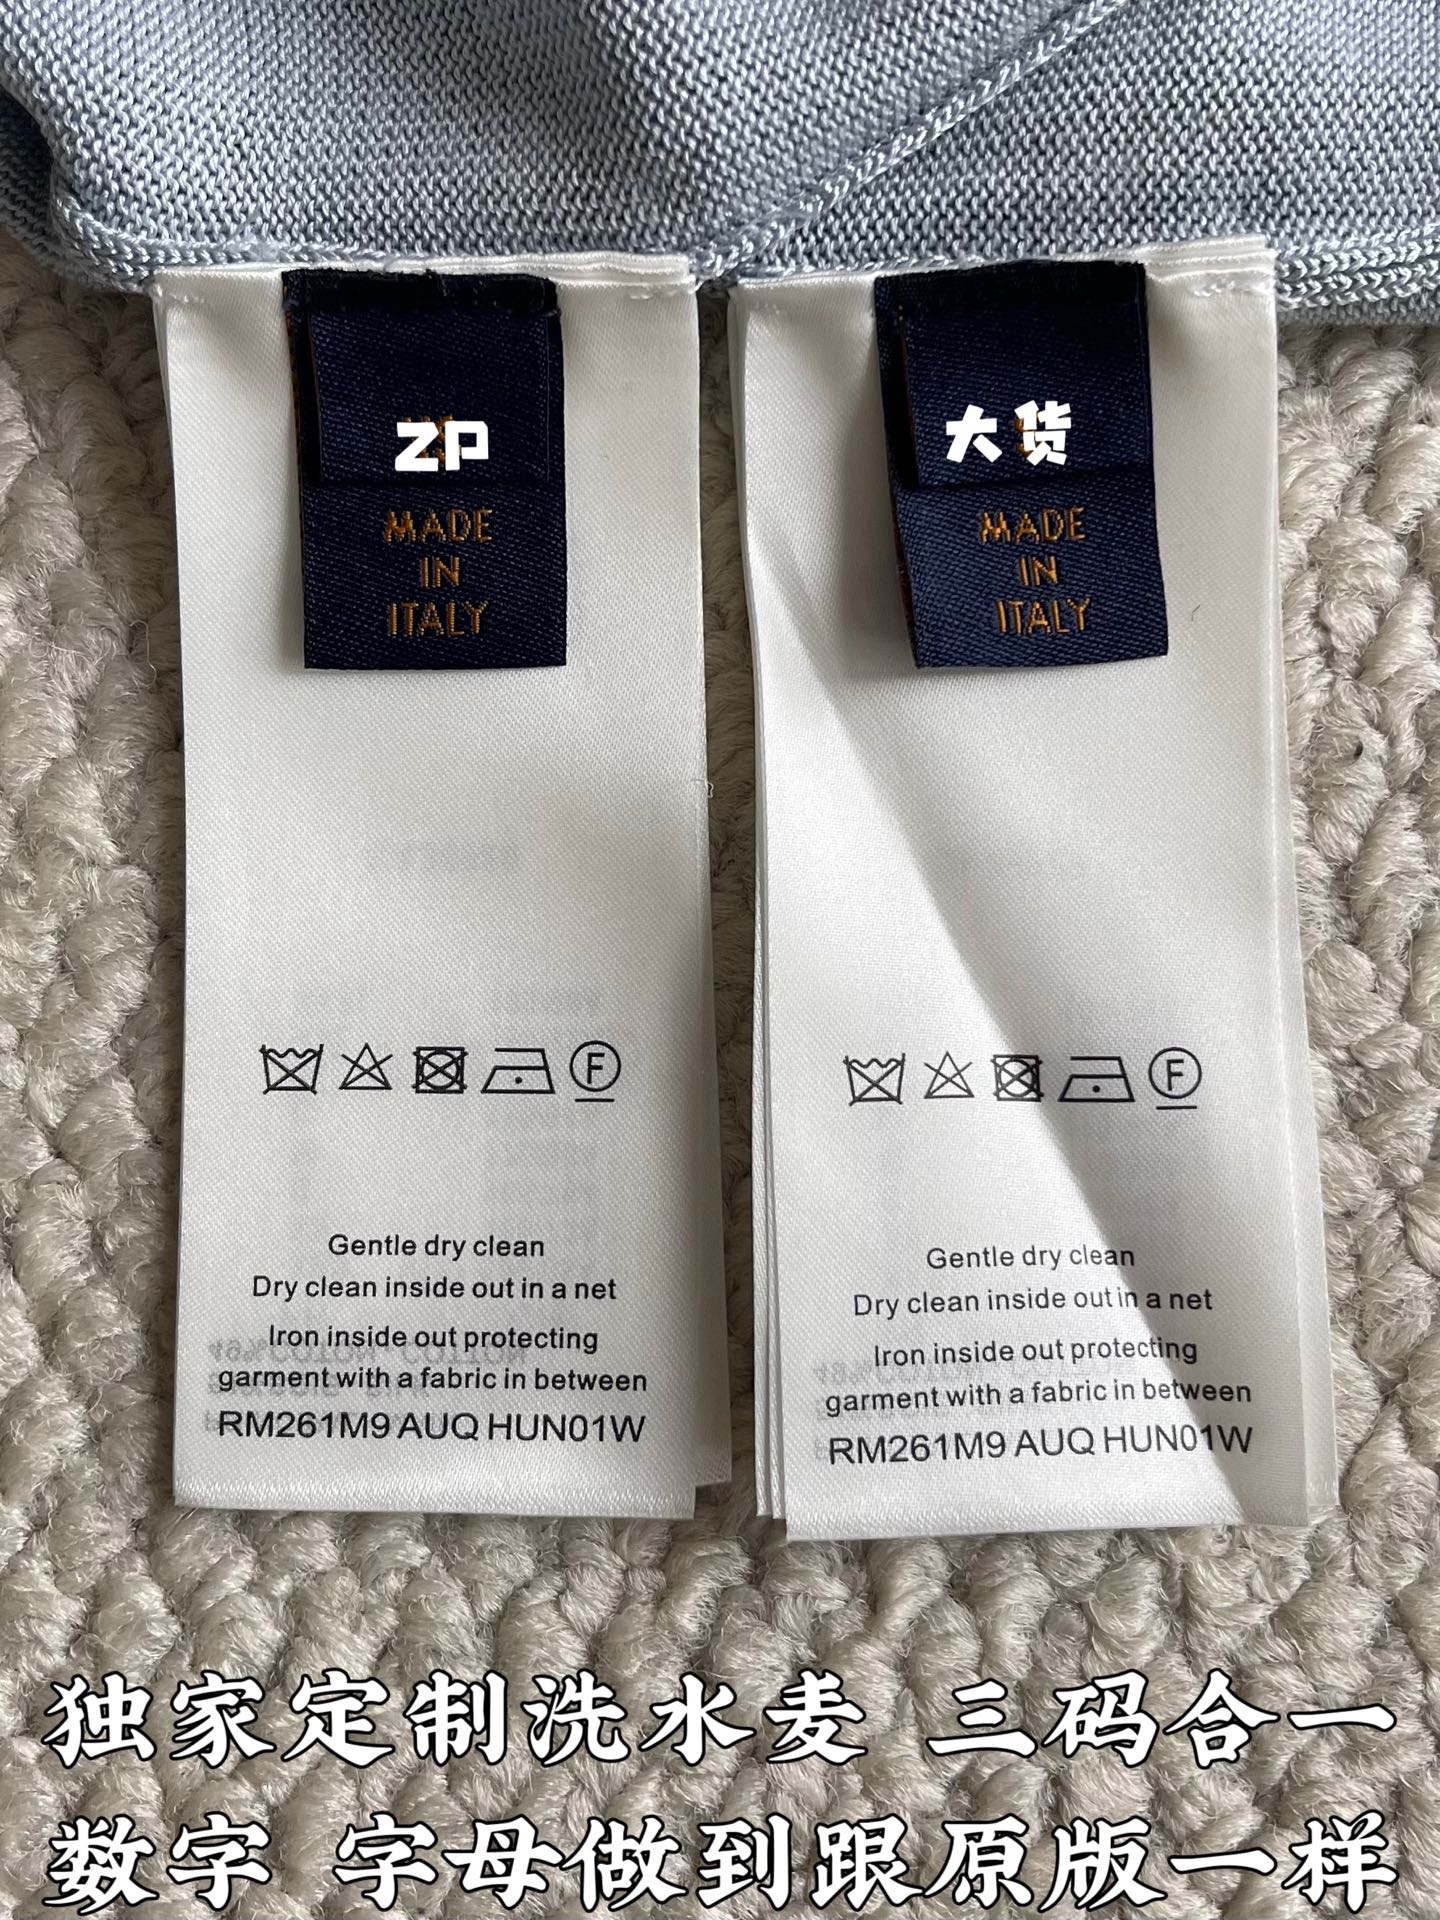 ZP
MADE
IN
ITALY
大货
MADE
IN
ITALY
F
F
Gentle dry clean
Dry clean inside out in a net
Iron inside out protecting
garment with a fabric in between
RM261M9 AUQ HUN01W
Gentle dry clean
Dry clean inside out in a net
Iron inside out protecting
garment with a fabric in between
RM261M9 AUQ HUN01W
独家定制洗水麦 三码合一
数字 字母做到跟原版一样